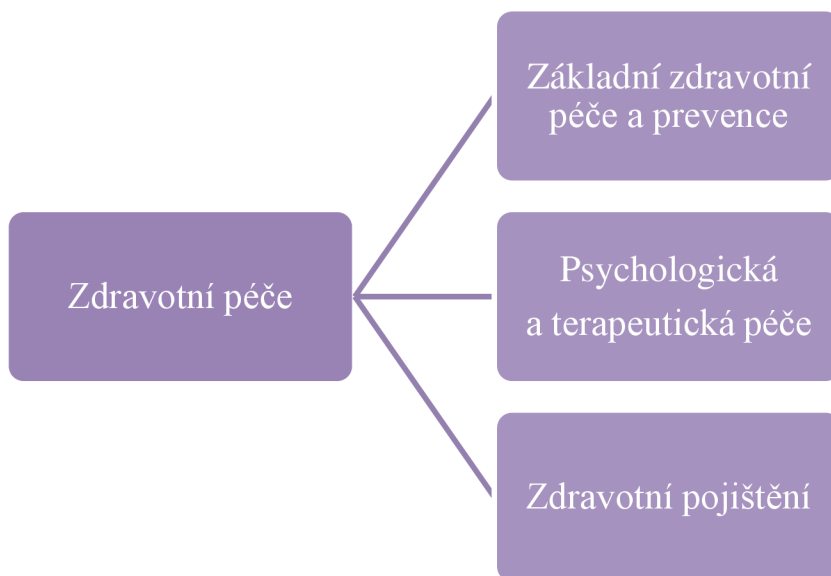 Základní zdravotní
péče a prevence
Zdravotní péče
Psychologická
a terapeutická péče
Zdravotní pojištění